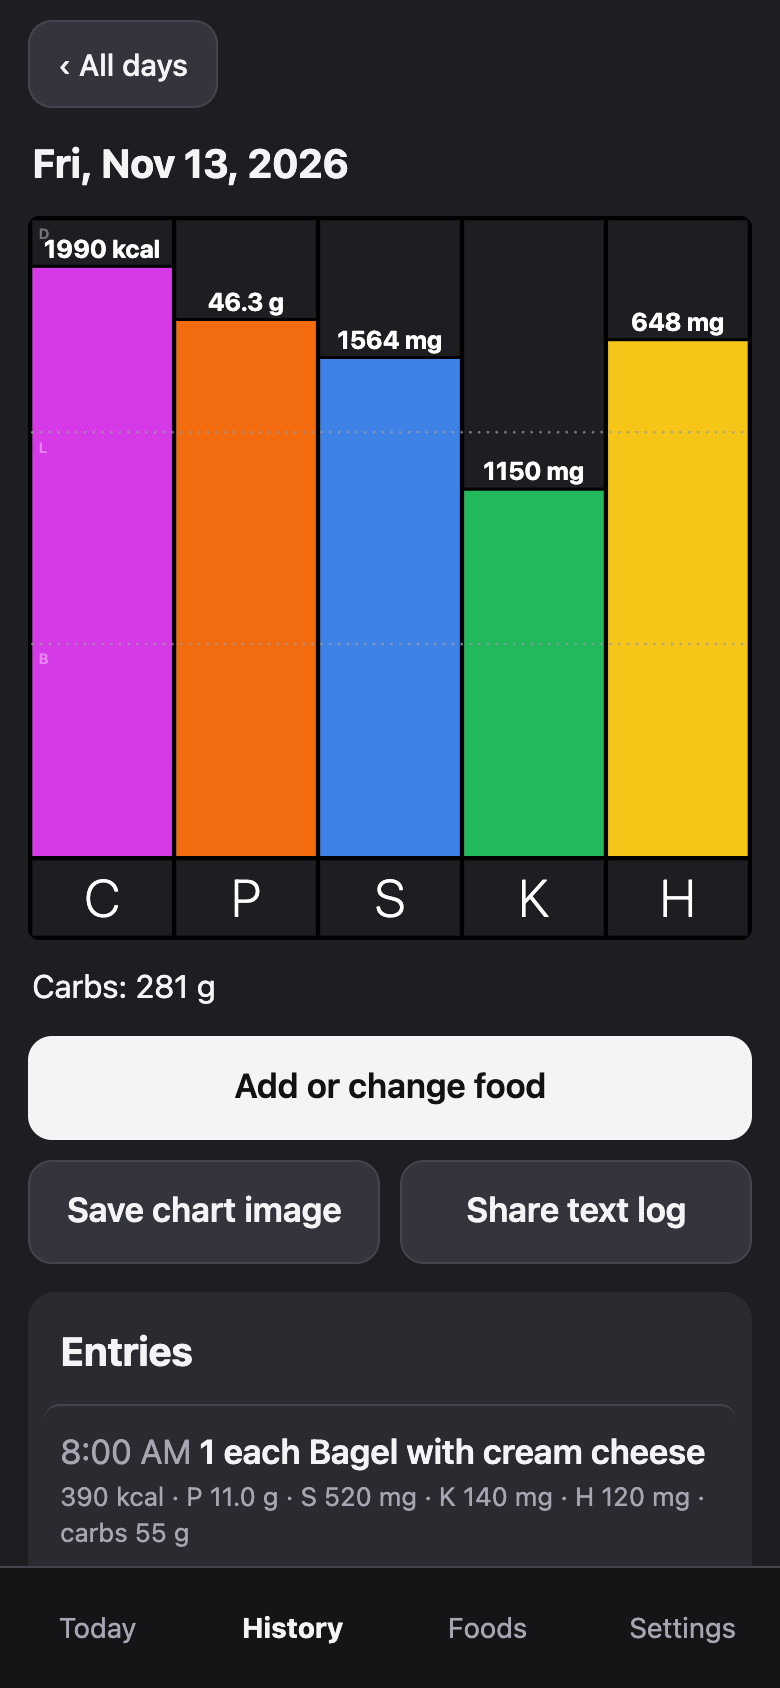 ‹ All days
Fri, Nov 13, 2026
D
1990 kcal
46.3 g
1564 mg
1150 mg
648 mg
L
B
C P S K H
Carbs: 281 g
Add or change food
Save chart image
Share text log
Entries
8:00 AM 1 each Bagel with cream cheese
390 kcal · P 11.0 g · S 520 mg · K 140 mg · H 120 mg ·
carbs 55 g
Today History Foods Settings